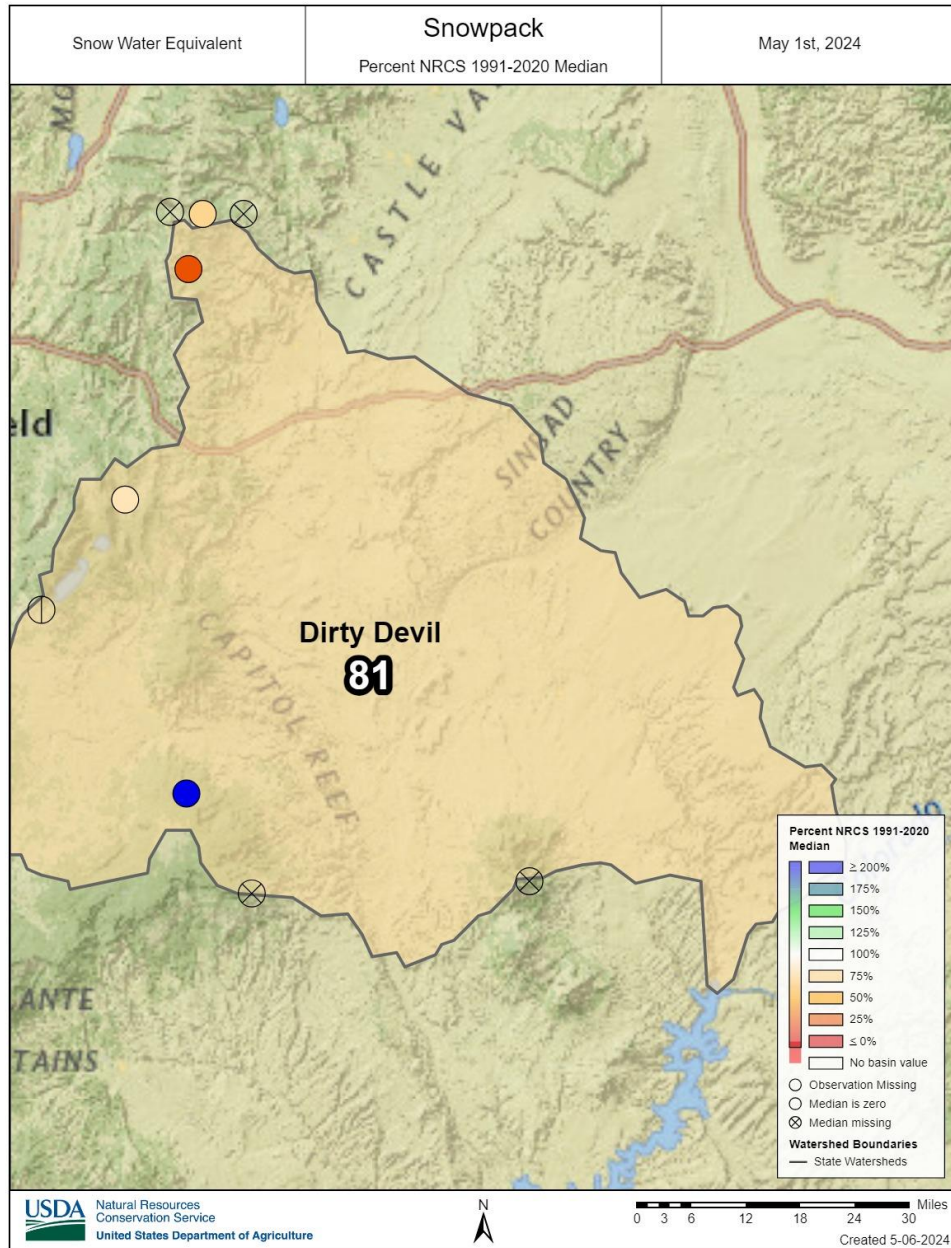 Snow Water Equivalent
Snowpack
Percent NRCS 1991-2020 Median
May 1st, 2024
CASTLE VA
eld
SINBAD
COUNTRY
CAPITOL REEF
Dirty Devil
81
ANTE
TAINS
Percent NRCS 1991-2020
Median
≥ 200%
175%
150%
125%
100%
75%
50%
25%
≤ 0%
No basin value
Observation Missing
Median is zero
Median missing
Watershed Boundaries
State Watersheds
USDA
Natural Resources
Conservation Service
United States Department of Agriculture
N
Miles
0 3 6 12 18 24 30
Created 5-06-2024